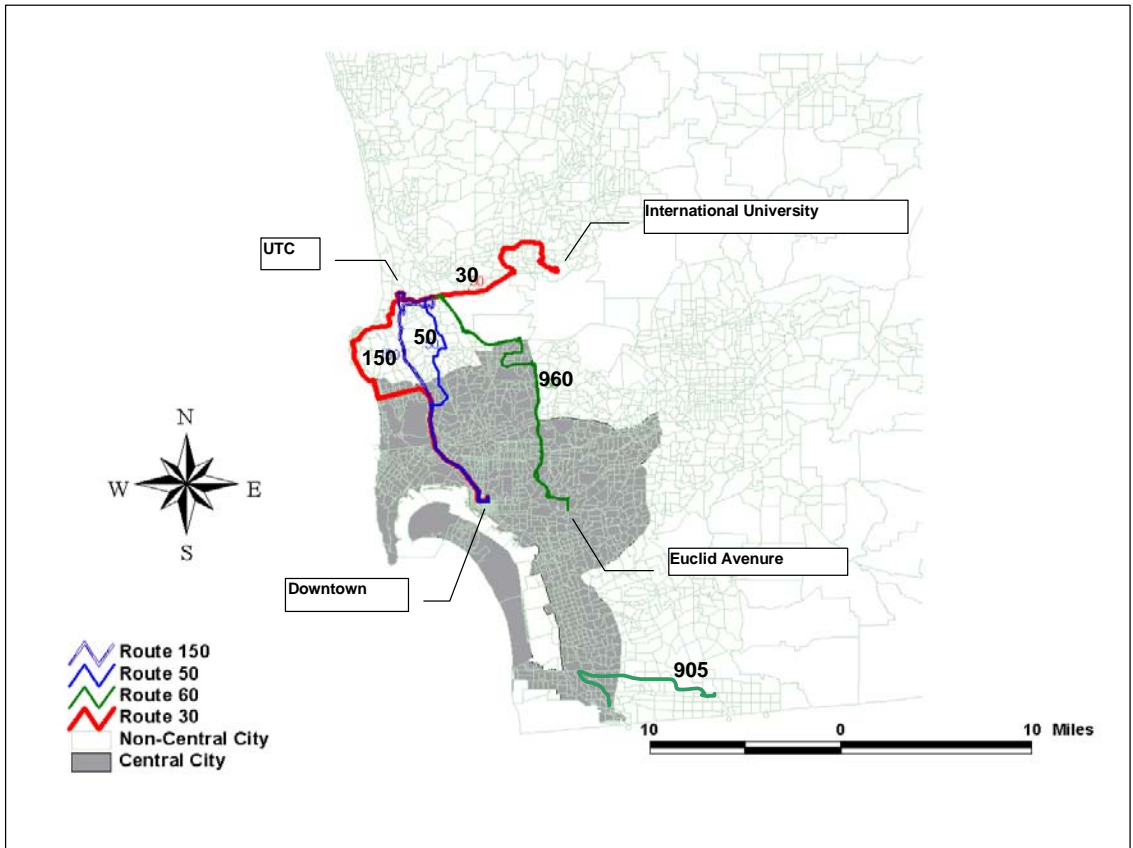 International University
UTC
30
50
150
960
N
W E
S
Euclid Avenure
Downtown
905
Route 150
Route 50
Route 60
Route 30
Non-Central City
Central City
10 0 10 Miles